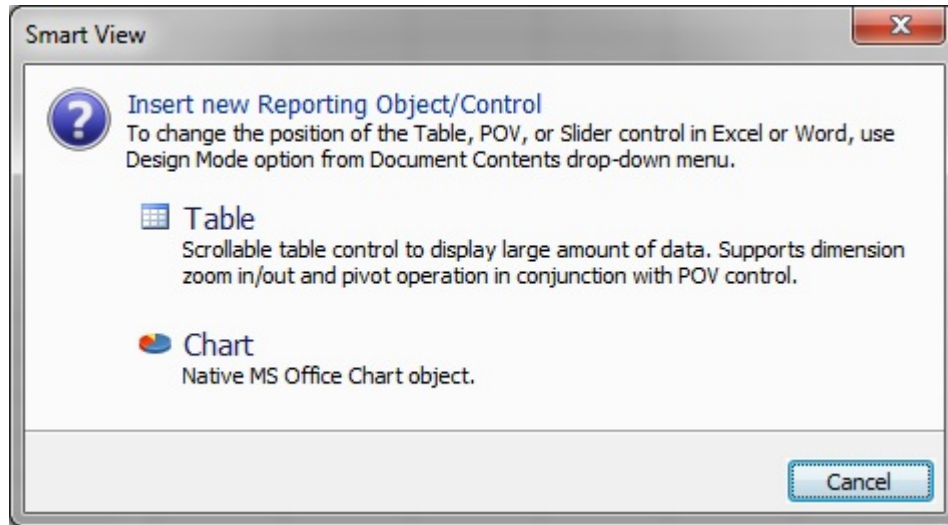 Smart View
Insert new Reporting Object/Control
To change the position of the Table, POV, or Slider control in Excel or Word, use
Design Mode option from Document Contents drop-down menu.
Table
Scrollable table control to display large amount of data. Supports dimension
zoom in/out and pivot operation in conjunction with POV control.
Chart
Native MS Office Chart object.
Cancel